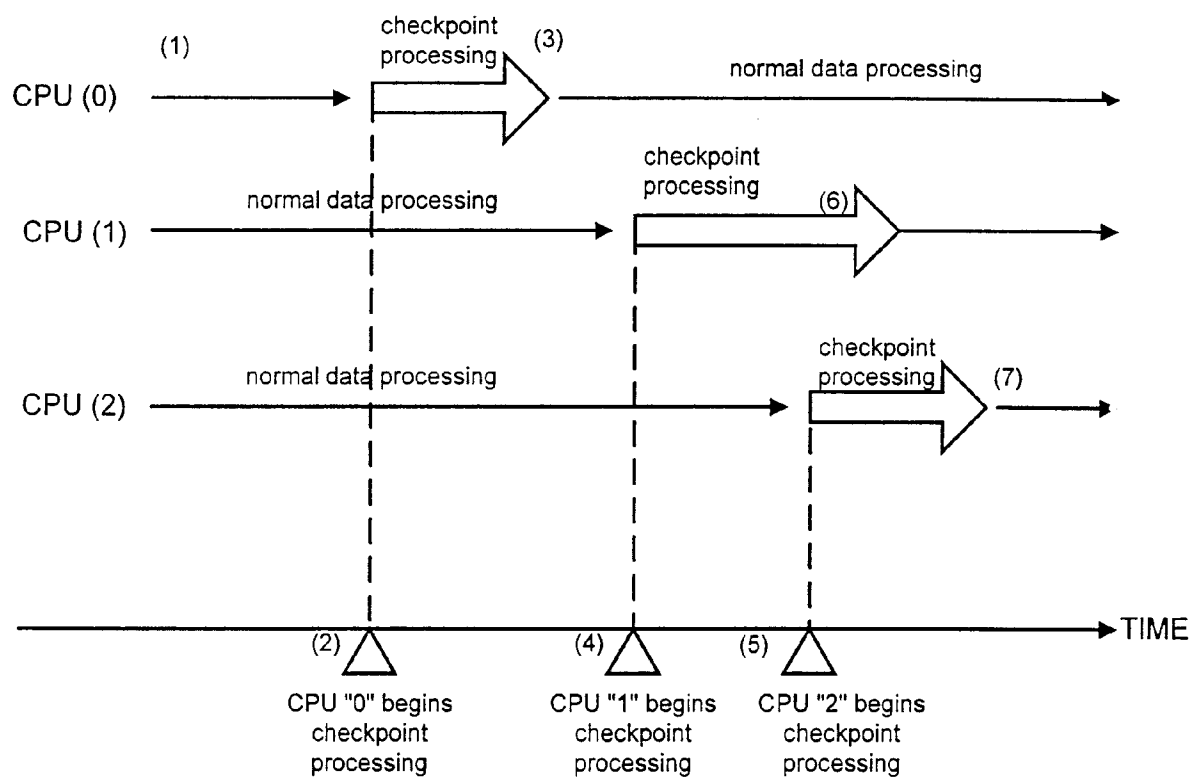 checkpoint
processing
(1)
(3)
normal data processing
CPU (0)
checkpoint
processing
(6)
normal data processing
CPU (1)
checkpoint
processing
(7)
normal data processing
CPU (2)
TIME
(2)
(4)
(5)
CPU "0" begins
checkpoint
processing
CPU "1" begins
checkpoint
processing
CPU "2" begins
checkpoint
processing